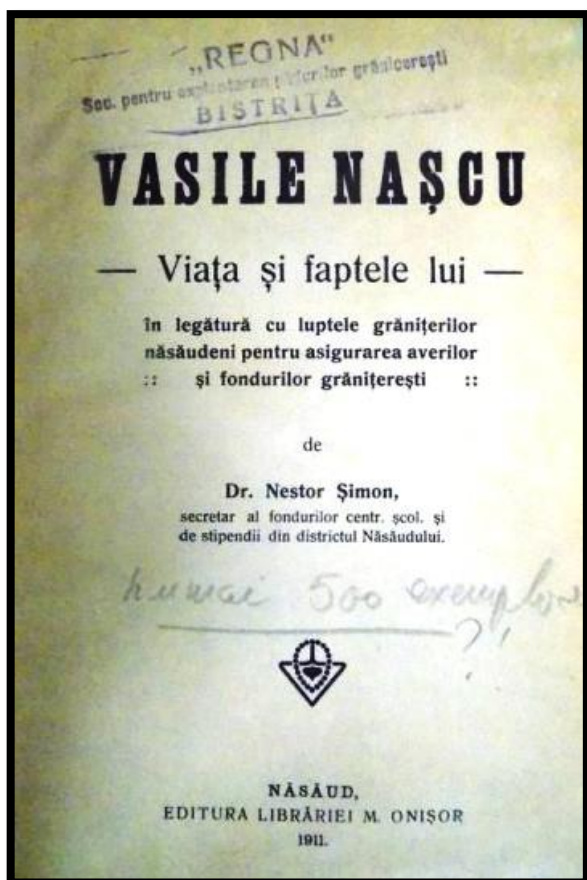 „REGNA“
Soc. pentru exploatarea pădurilor grănicerești
BISTRIȚA
VASILE NAȘCU
— Viața și faptele lui —
în legătură cu luptele grănițerilor
năsăudeni pentru asigurarea averilor
:: și fondurilor grănițerești ::
de
Dr. Nestor Șimon,
secretar al fondurilor centr. școl. și
de stipendii din districtul Năsăudului.
numai 500 exemplare
?!
NĂSĂUD,
EDITURA LIBRĂRIEI M. ONIȘOR
1911.